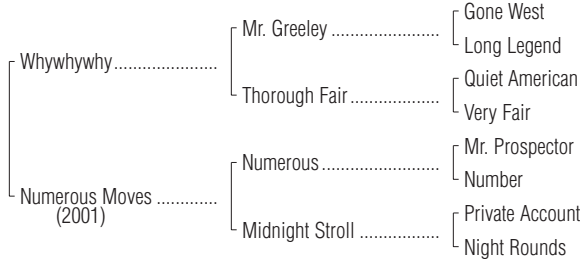 Gone West
Mr. Greeley ......................
Long Legend
Whywhywhy.....................
Quiet American
Thorough Fair ..................
Very Fair
Mr. Prospector
Numerous ........................
Number
Numerous Moves ............
(2001)
Private Account
Midnight Stroll ................
Night Rounds